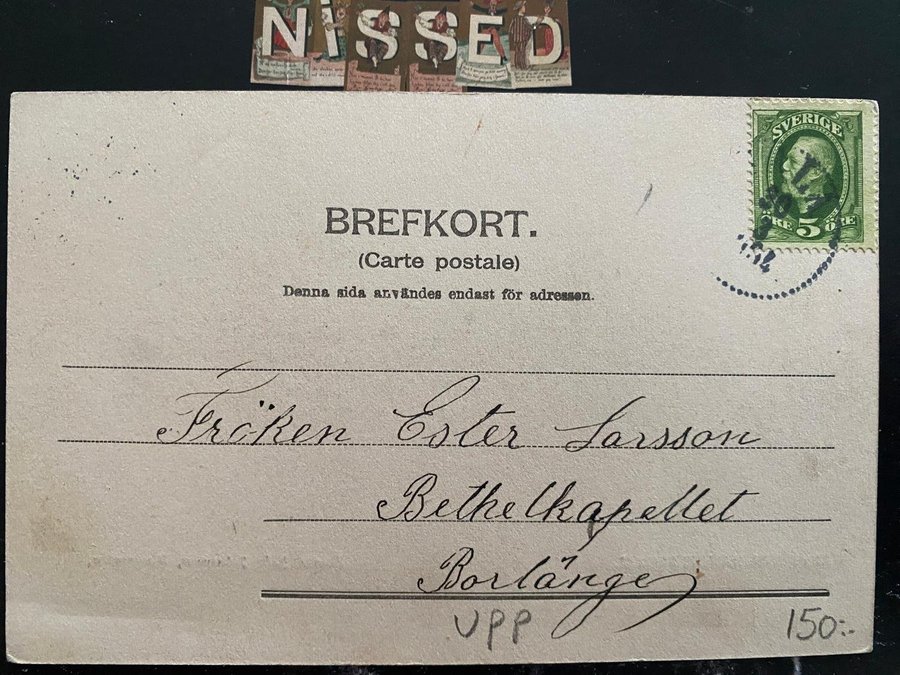 NiSSED
SVERIGE
ÖRE 5 ÖRE
BREFKORT.
(Carte postale)
Denna sida användes endast för adressen.
Fröken Ester Larsson
Bethelkapellet
Borlänge
UPP
150:-